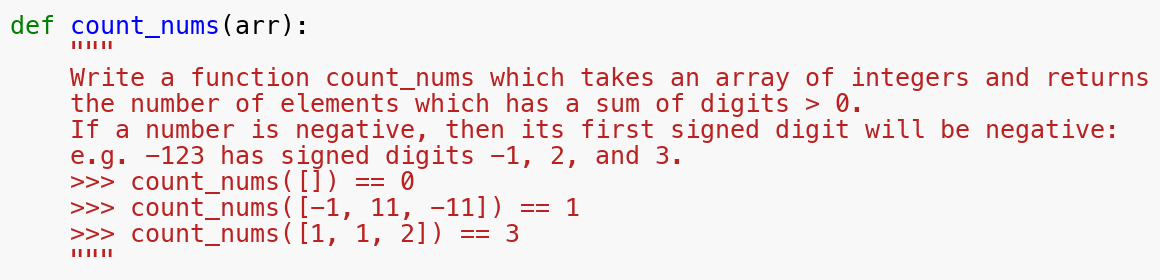 def count_nums(arr):
    """
    Write a function count_nums which takes an array of integers and returns
    the number of elements which has a sum of digits > 0.
    If a number is negative, then its first signed digit will be negative:
    e.g. −123 has signed digits −1, 2, and 3.
    >>> count_nums([]) == 0
    >>> count_nums([−1, 11, −11]) == 1
    >>> count_nums([1, 1, 2]) == 3
    """